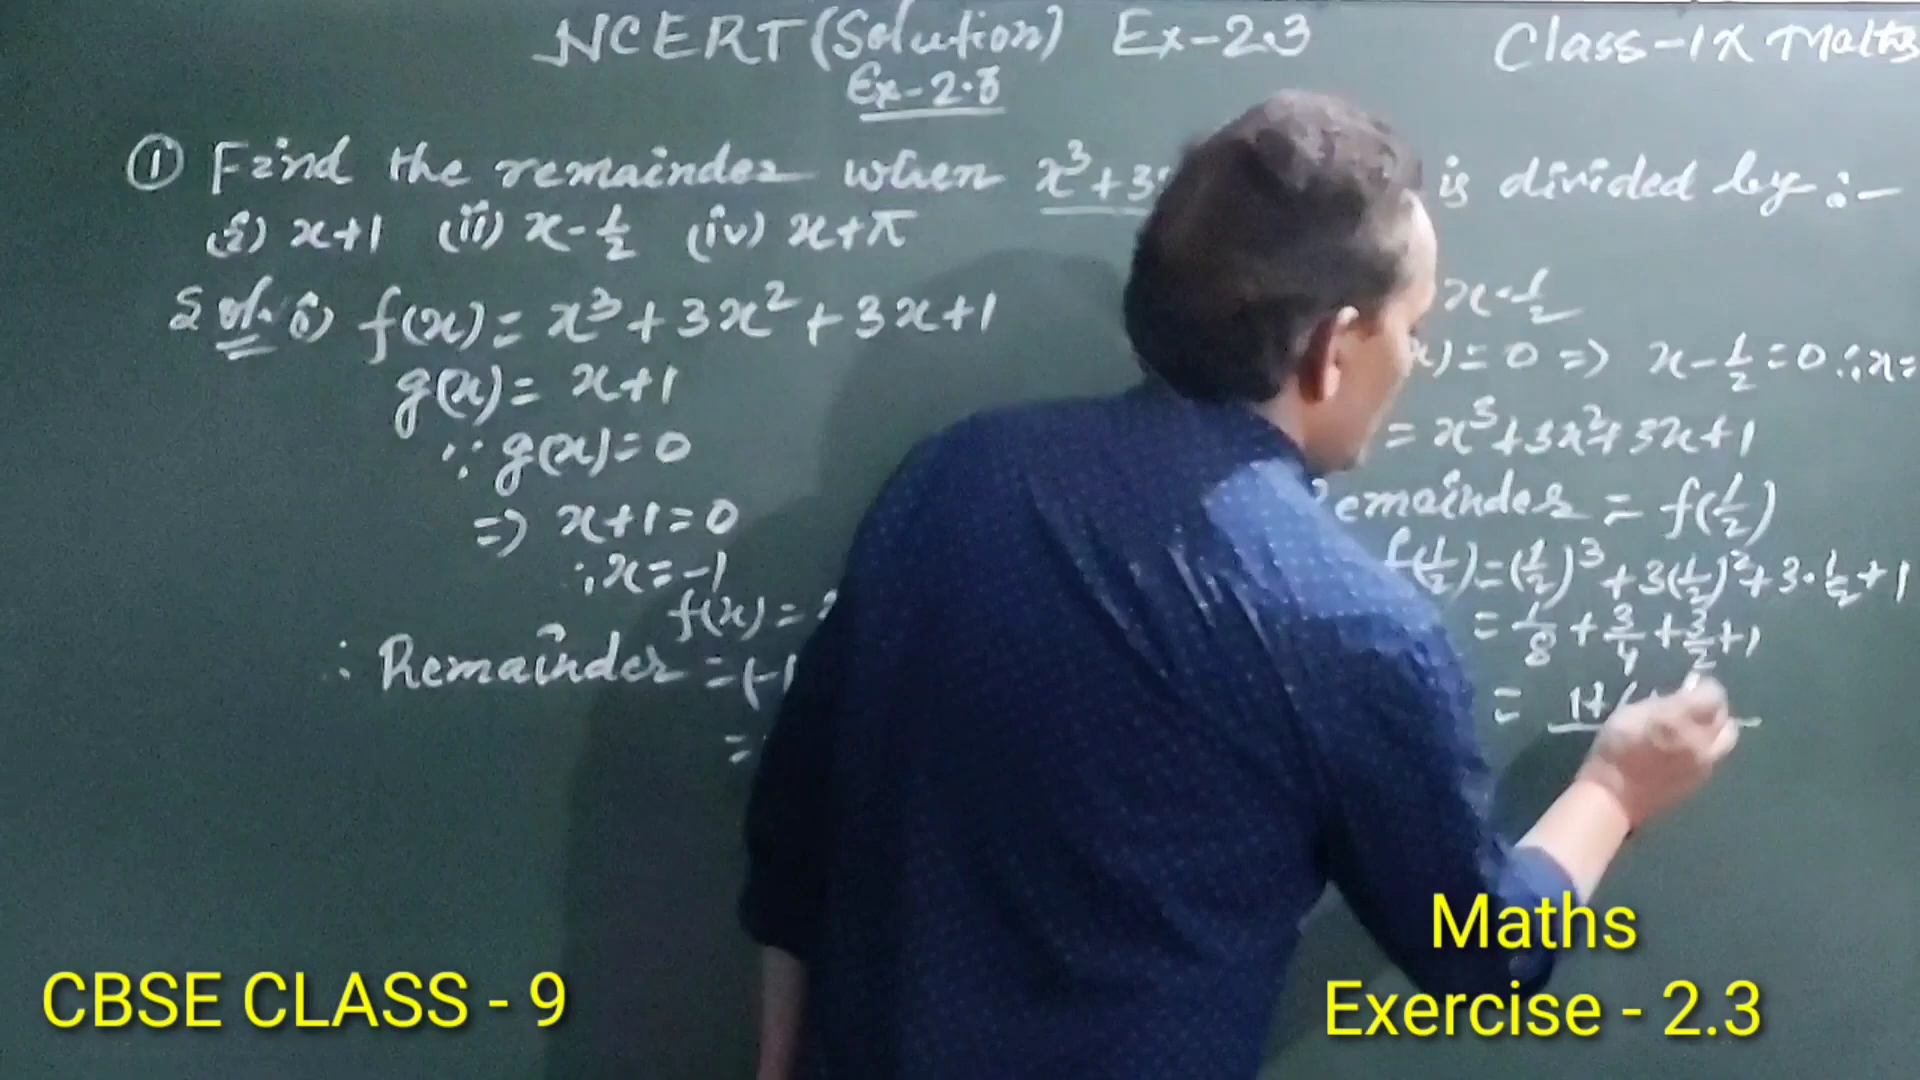 NCERT (Solution) Ex-2.3 Class-IX Maths
Ex-2.3
① Find the remainder when x³+3 is divided by :-
(i) x+1 (ii) x-1/2 (iv) x+π
Soln. i) f(x) = x³+3x²+3x+1
g(x) = x+1
∵ g(x)=0
=> x+1=0
∴ x=-1
f(x) =
∴ Remainder = (-1
=
x-1/2
x)=0 => x-1/2=0 ∴ x=
= x³+3x²+3x+1
Remainder = f(1/2)
f(1/2)=(1/2)³+3(1/2)²+3·1/2+1
= 1/8+3/4+3/2+1
= 1+6
Maths
Exercise - 2.3
CBSE CLASS - 9